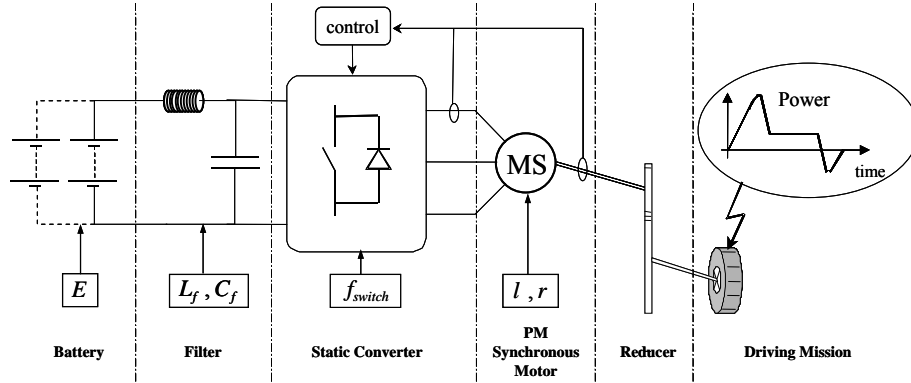 control
Power
time
MS
E
L_f , C_f
f_switch
l , r
Battery
Filter
Static Converter
PM
Synchronous
Motor
Reducer
Driving Mission